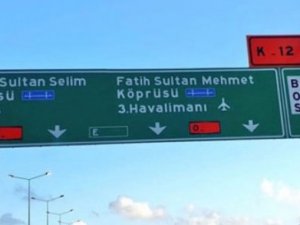 Sultan Selim
Fatih Sultan Mehmet
Köprüsü
3.Havalimanı
E
O.
K-12